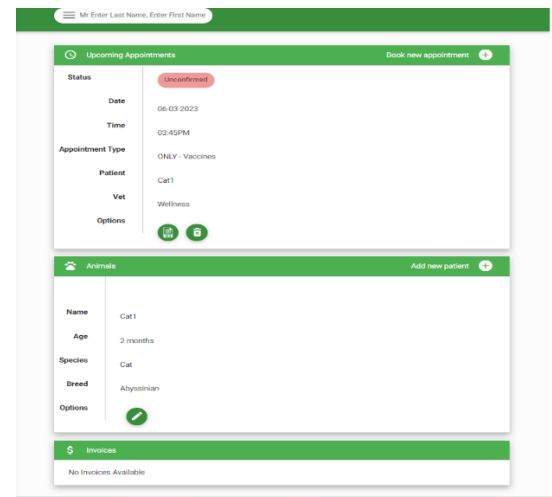 Mr Enter Last Name, Enter First Name
Upcoming Appointments Book new appointment
Status Unconfirmed
Date 06-03-2023
Time 03:45PM
Appointment Type ONLY - Vaccines
Patient Cat1
Vet Wellness
Options
Animals Add new patient
Name Cat1
Age 2 months
Species Cat
Breed Abyssinian
Options
$ Invoices
No Invoices Available